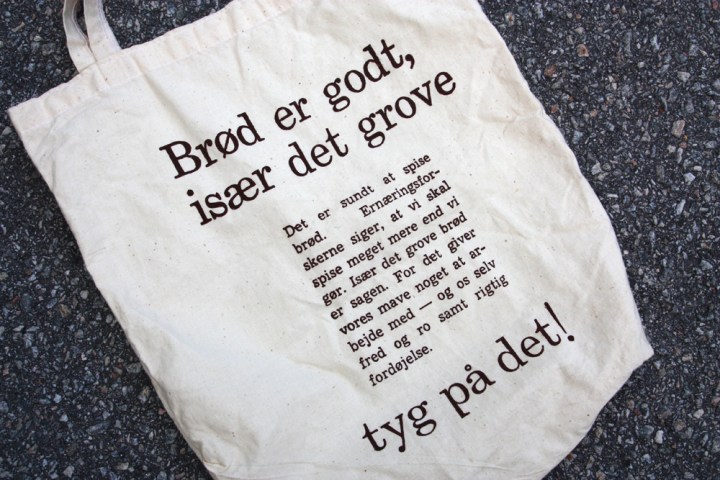 Brød er godt,
især det grove
Det er sundt at spise
brød. Ernæringsfor-
skerne siger, at vi skal
spise meget mere end vi
gør. Især det grove brød
er sagen. For det giver
vores mave noget at ar-
bejde med — og os selv
fred og ro samt rigtig
fordøjelse.
tyg på det!